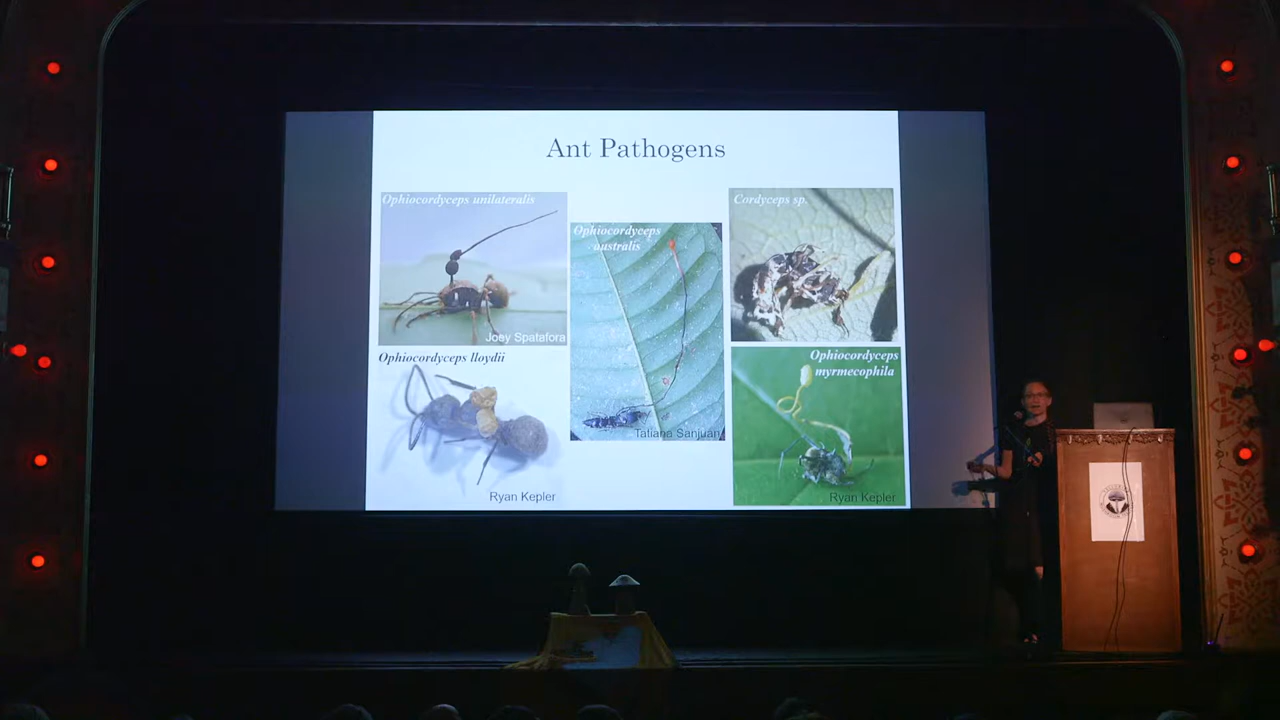 Ant Pathogens
Ophiocordyceps unilateralis
Joey Spatafora
Ophiocordyceps
australis
Tatiana Sanjuan
Cordyceps sp.
Ophiocordyceps lloydii
Ryan Kepler
Ophiocordyceps
myrmecophila
Ryan Kepler